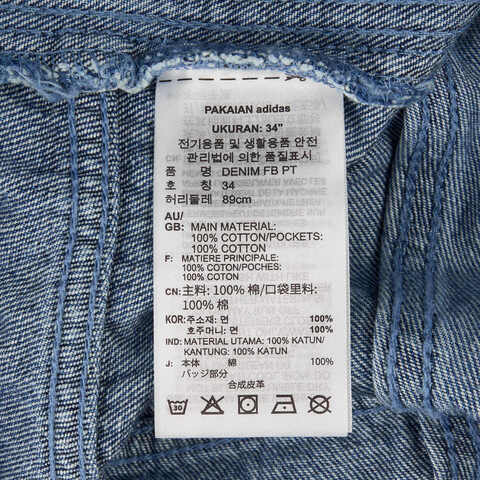 PAKAIAN adidas
UKURAN: 34"
전기용품 및 생활용품 안전
관리법에 의한 품질표시
품 명 DENIM FB PT
호 칭 34
허리둘레 89cm
AU/
GB: MAIN MATERIAL:
100% COTTON/POCKETS:
100% COTTON
F: MATIERE PRINCIPALE:
100% COTON/POCHES:
100% COTON
CN: 主料: 100% 棉/口袋里料:
100% 棉
KOR: 주소재: 면 100%
호주머니: 면 100%
IND: MATERIAL UTAMA: 100% KATUN/
KANTUNG: 100% KATUN
J: 本体 綿 100%
バッジ部分
合成皮革
30